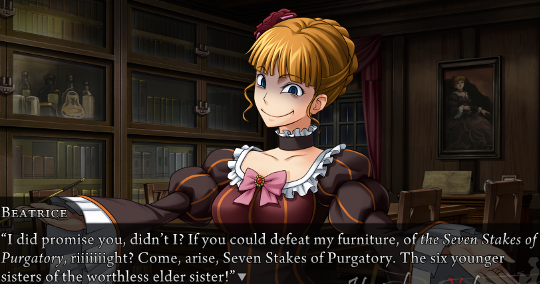 Beatrice
“I did promise you, didn’t I? If you could defeat my furniture, of the Seven Stakes of
Purgatory, riiiiiiight? Come, arise, Seven Stakes of Purgatory. The six younger
sisters of the worthless elder sister!”